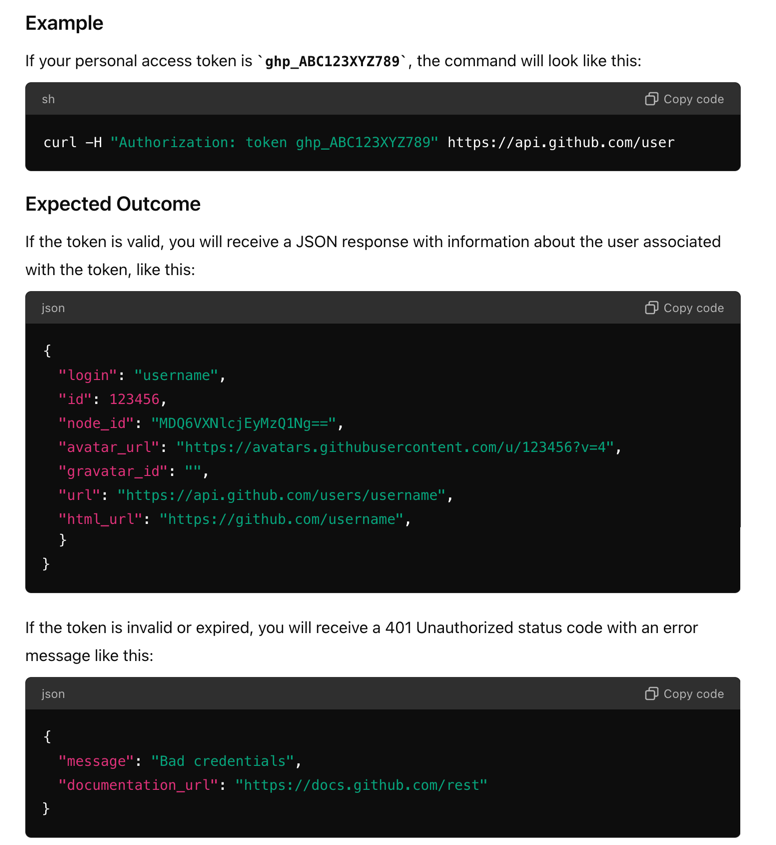 Example
If your personal access token is `ghp_ABC123XYZ789`, the command will look like this:
sh
Copy code
curl -H "Authorization: token ghp_ABC123XYZ789" https://api.github.com/user
Expected Outcome
If the token is valid, you will receive a JSON response with information about the user associated
with the token, like this:
json
Copy code
{
  "login": "username",
  "id": 123456,
  "node_id": "MDQ6VXNlcjEyMzQ1Ng==",
  "avatar_url": "https://avatars.githubusercontent.com/u/123456?v=4",
  "gravatar_id": "",
  "url": "https://api.github.com/users/username",
  "html_url": "https://github.com/username",
  }
}
If the token is invalid or expired, you will receive a 401 Unauthorized status code with an error
message like this:
json
Copy code
{
  "message": "Bad credentials",
  "documentation_url": "https://docs.github.com/rest"
}